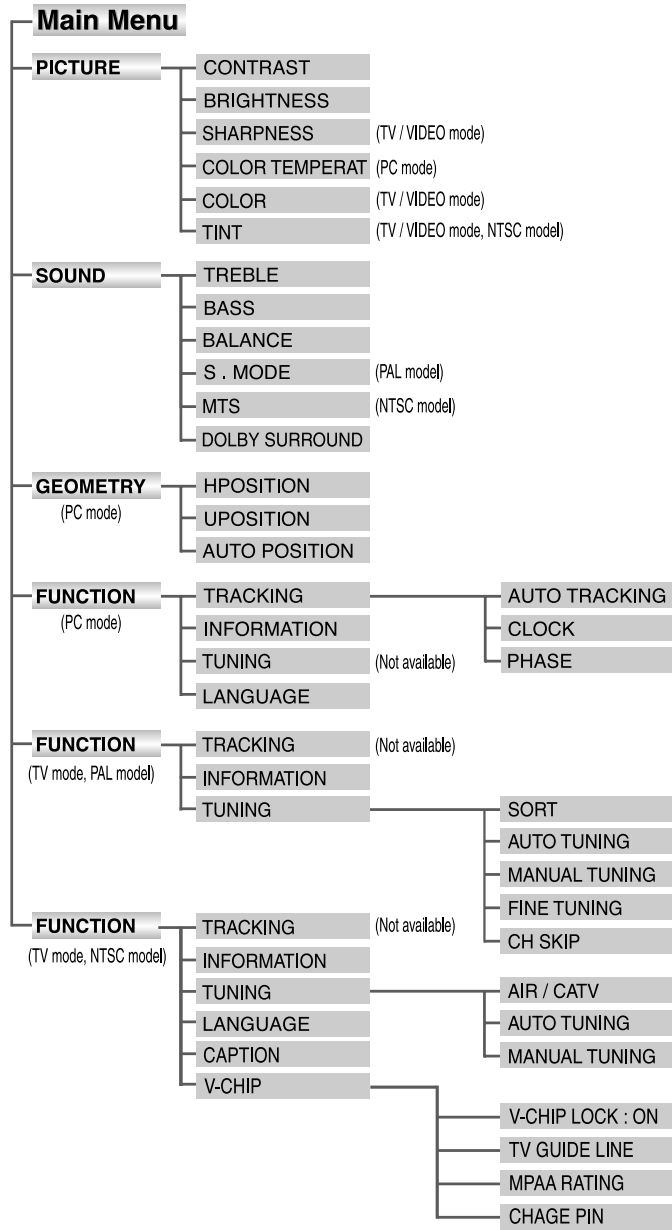 Main Menu
PICTURE
CONTRAST
BRIGHTNESS
SHARPNESS (TV / VIDEO mode)
COLOR TEMPERAT (PC mode)
COLOR (TV / VIDEO mode)
TINT (TV / VIDEO mode, NTSC model)
SOUND
TREBLE
BASS
BALANCE
S . MODE (PAL model)
MTS (NTSC model)
DOLBY SURROUND
GEOMETRY
(PC mode)
HPOSITION
UPOSITION
AUTO POSITION
FUNCTION
(PC mode)
TRACKING
AUTO TRACKING
CLOCK
PHASE
INFORMATION
TUNING (Not available)
LANGUAGE
FUNCTION
(TV mode, PAL model)
TRACKING (Not available)
INFORMATION
TUNING
SORT
AUTO TUNING
MANUAL TUNING
FINE TUNING
CH SKIP
FUNCTION
(TV mode, NTSC model)
TRACKING (Not available)
INFORMATION
TUNING
AIR / CATV
AUTO TUNING
MANUAL TUNING
LANGUAGE
CAPTION
V-CHIP
V-CHIP LOCK : ON
TV GUIDE LINE
MPAA RATING
CHAGE PIN